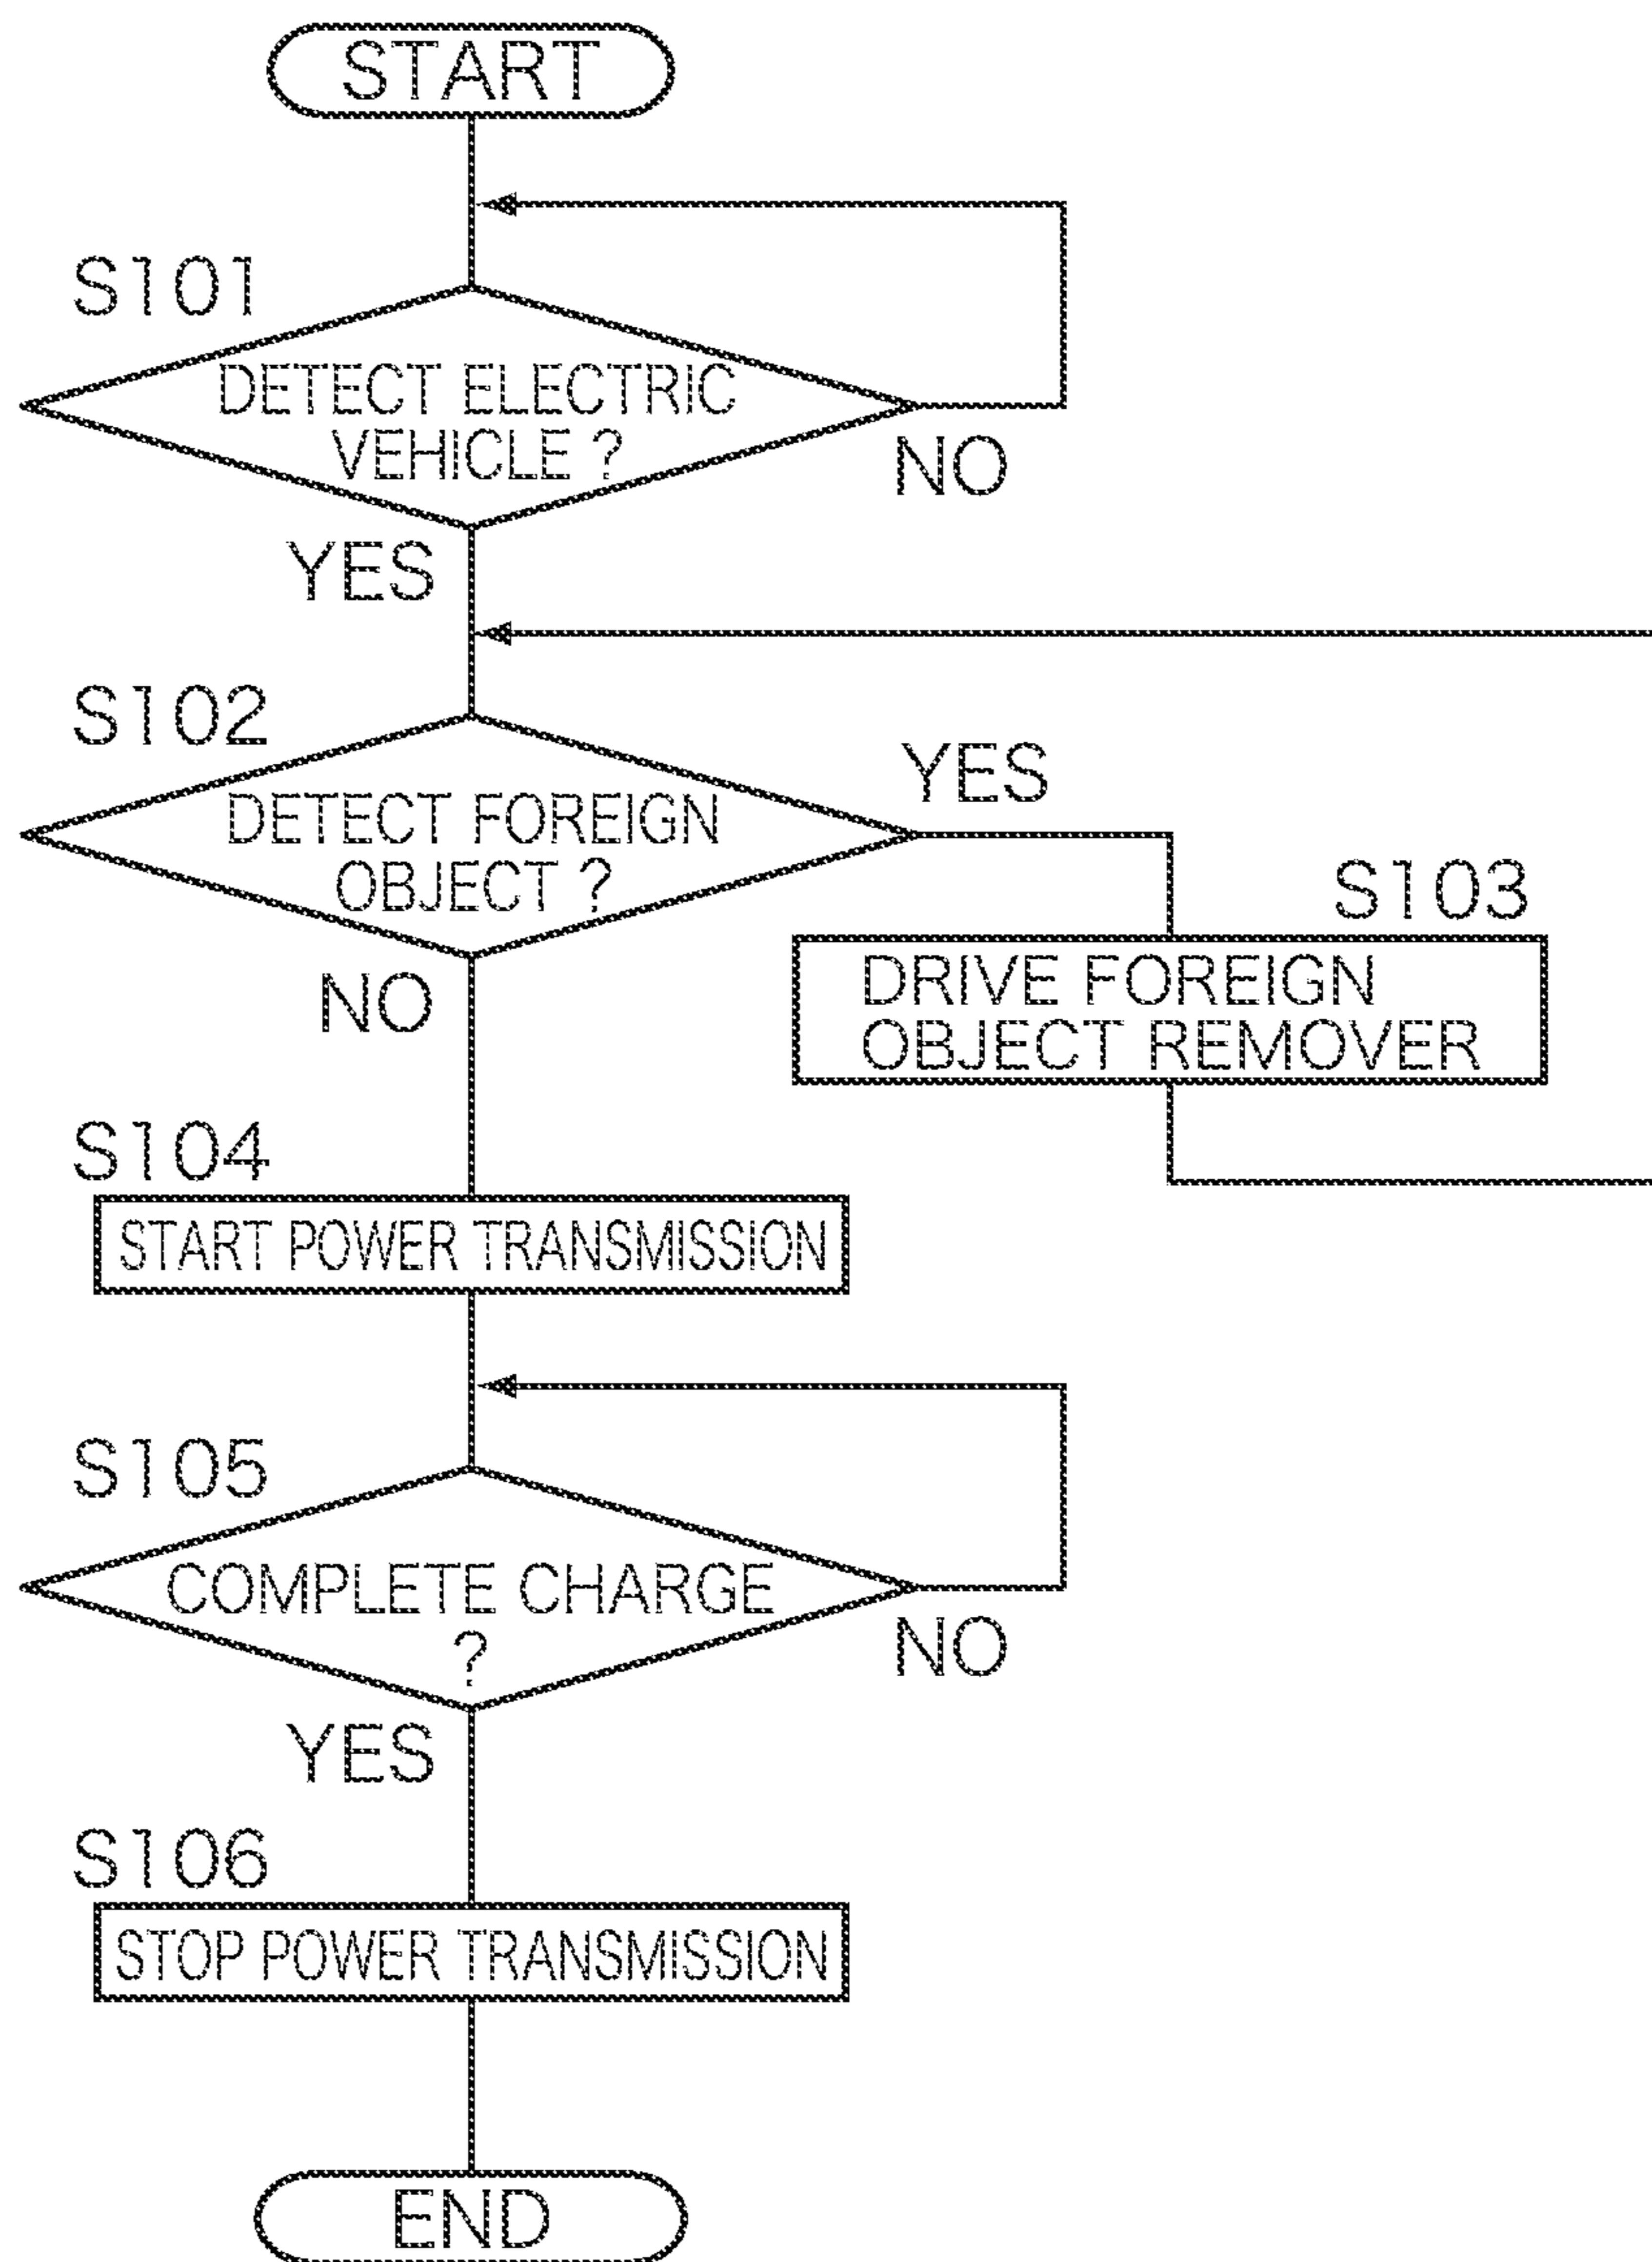 START
S101
DETECT ELECTRIC
VEHICLE ?
NO
YES
S102
DETECT FOREIGN
OBJECT ?
YES
NO
S103
DRIVE FOREIGN
OBJECT REMOVER
S104
START POWER TRANSMISSION
S105
COMPLETE CHARGE
?
NO
YES
S106
STOP POWER TRANSMISSION
END